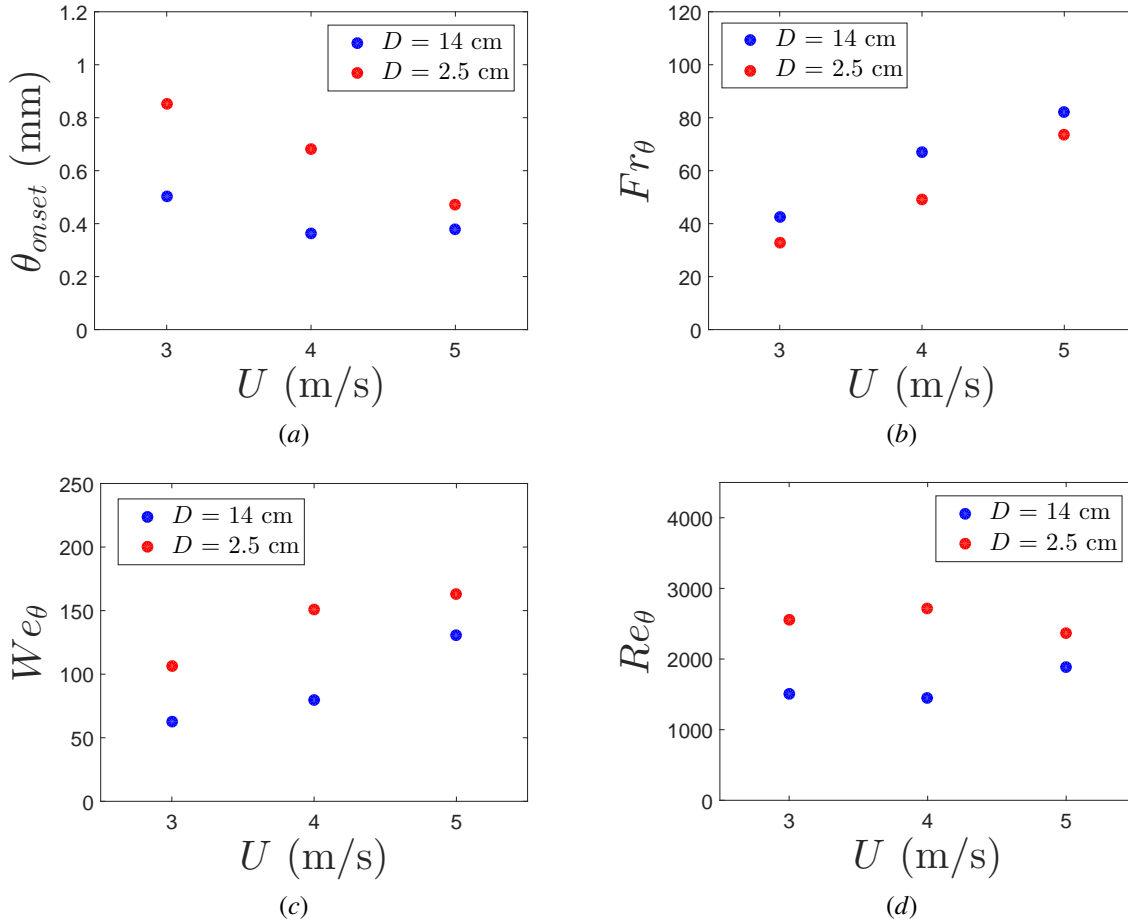 1.2
1
0.8
0.6
0.4
0.2
0
θ_onset (mm)
D = 14 cm
D = 2.5 cm
3 4 5
U (m/s)
(a)
120
100
80
60
40
20
0
Fr_θ
D = 14 cm
D = 2.5 cm
3 4 5
U (m/s)
(b)
250
200
150
100
50
0
We_θ
D = 14 cm
D = 2.5 cm
3 4 5
U (m/s)
(c)
4000
3000
2000
1000
0
Re_θ
D = 14 cm
D = 2.5 cm
3 4 5
U (m/s)
(d)